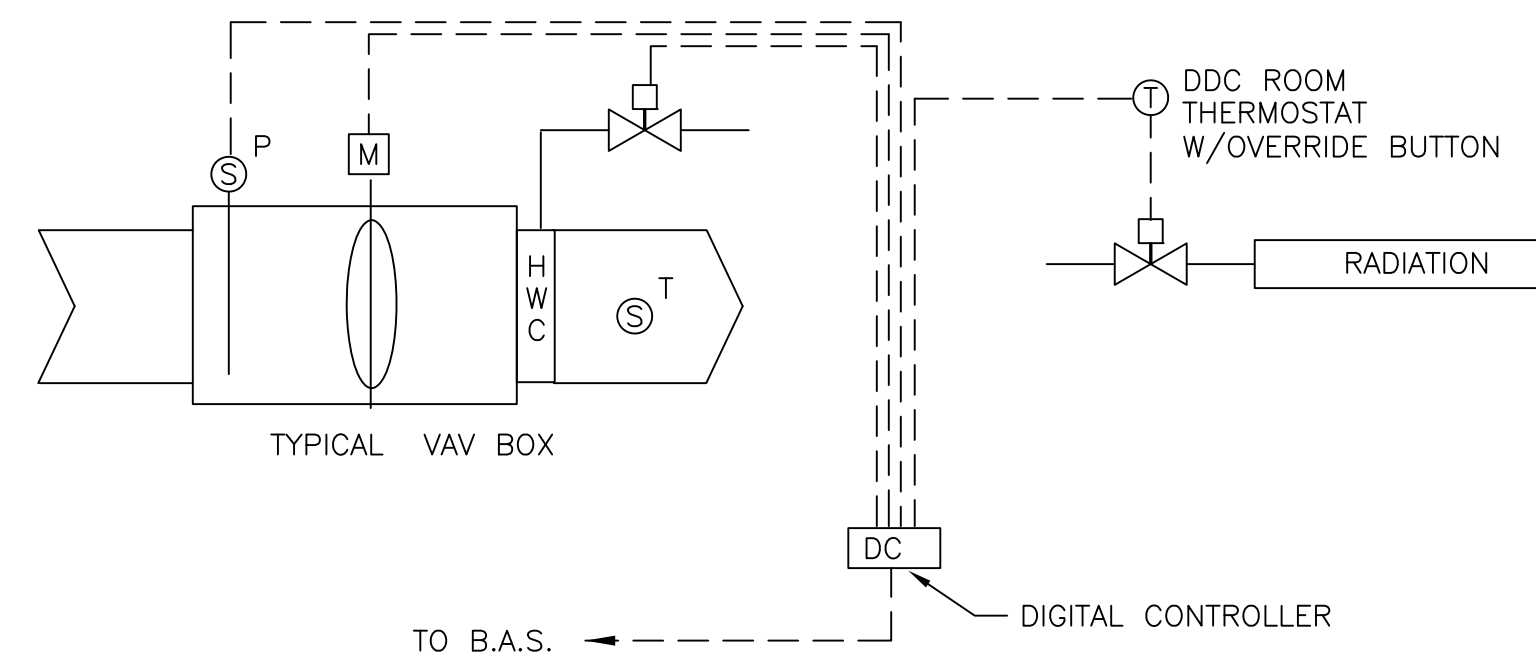 DDC ROOM
THERMOSTAT
W/OVERRIDE BUTTON
T
P
S
M
RADIATION
H
W
C
T
S
TYPICAL VAV BOX
DC
DIGITAL CONTROLLER
TO B.A.S.